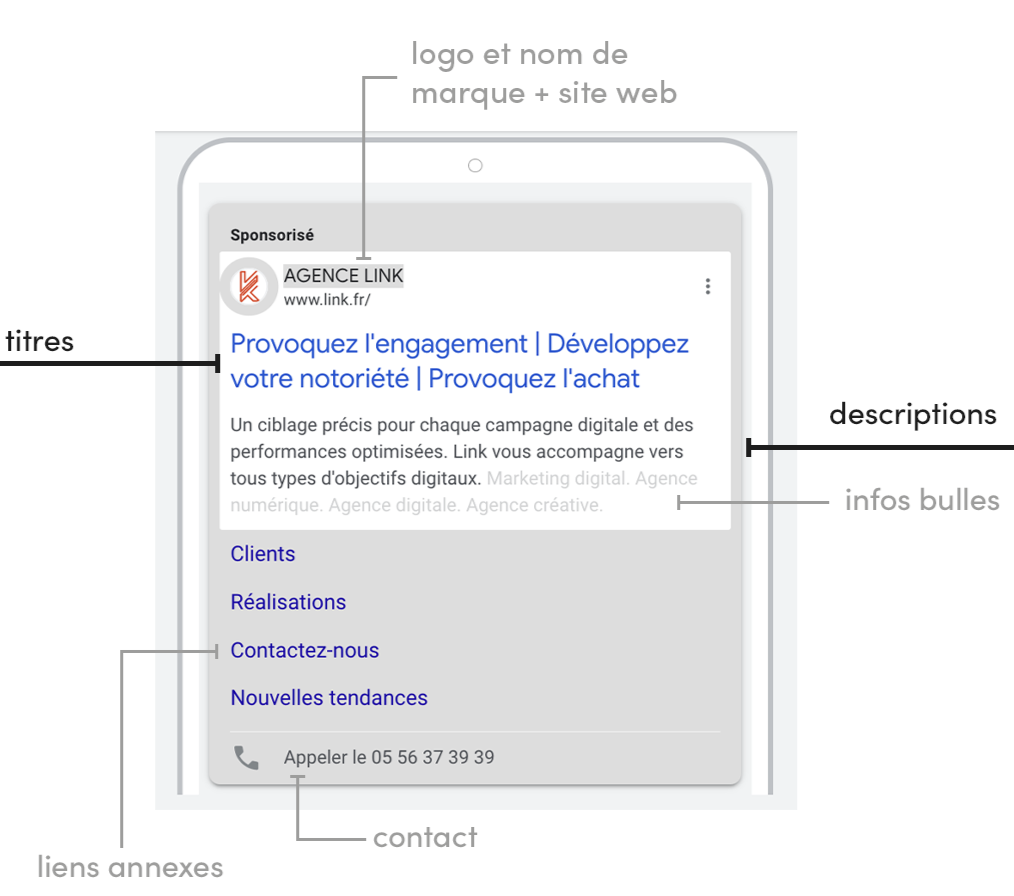 logo et nom de
marque + site web
Sponsorisé
AGENCE LINK
www.link.fr/
titres
Provoquez l'engagement | Développez
votre notoriété | Provoquez l'achat
descriptions
Un ciblage précis pour chaque campagne digitale et des
performances optimisées. Link vous accompagne vers
tous types d'objectifs digitaux. Marketing digital. Agence
numérique. Agence digitale. Agence créative.
infos bulles
Clients
Réalisations
Contactez-nous
Nouvelles tendances
Appeler le 05 56 37 39 39
contact
liens annexes